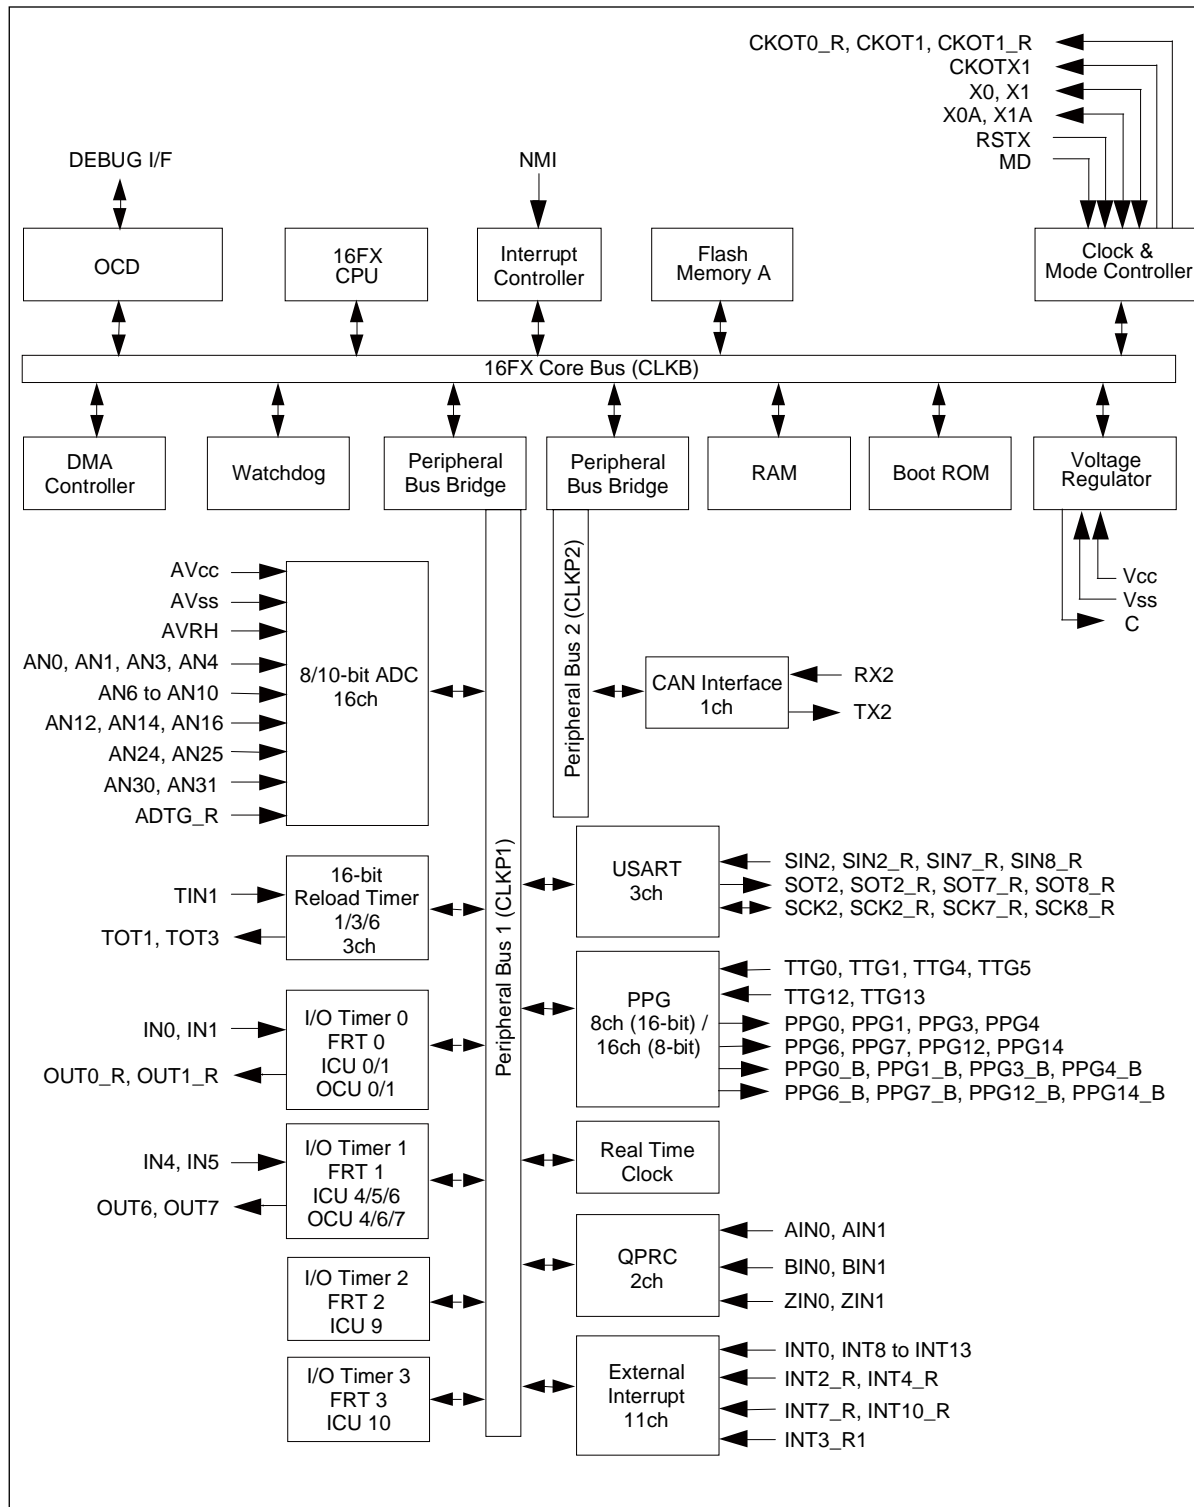 CKOT0_R, CKOT1, CKOT1_R
CKOTX1
X0, X1
X0A, X1A
RSTX
MD
DEBUG I/F
NMI
OCD
16FX
CPU
Interrupt
Controller
Flash
Memory A
Clock &
Mode Controller
16FX Core Bus (CLKB)
DMA
Controller
Watchdog
Peripheral
Bus Bridge
Peripheral
Bus Bridge
RAM
Boot ROM
Voltage
Regulator
Vcc
Vss
C
Peripheral Bus 1 (CLKP1)
Peripheral Bus 2 (CLKP2)
AVcc
AVss
AVRH
AN0, AN1, AN3, AN4
AN6 to AN10
AN12, AN14, AN16
AN24, AN25
AN30, AN31
ADTG_R
8/10-bit ADC
16ch
CAN Interface
1ch
RX2
TX2
TIN1
TOT1, TOT3
16-bit
Reload Timer
1/3/6
3ch
USART
3ch
SIN2, SIN2_R, SIN7_R, SIN8_R
SOT2, SOT2_R, SOT7_R, SOT8_R
SCK2, SCK2_R, SCK7_R, SCK8_R
IN0, IN1
OUT0_R, OUT1_R
I/O Timer 0
FRT 0
ICU 0/1
OCU 0/1
PPG
8ch (16-bit) /
16ch (8-bit)
TTG0, TTG1, TTG4, TTG5
TTG12, TTG13
PPG0, PPG1, PPG3, PPG4
PPG6, PPG7, PPG12, PPG14
PPG0_B, PPG1_B, PPG3_B, PPG4_B
PPG6_B, PPG7_B, PPG12_B, PPG14_B
IN4, IN5
OUT6, OUT7
I/O Timer 1
FRT 1
ICU 4/5/6
OCU 4/6/7
Real Time
Clock
I/O Timer 2
FRT 2
ICU 9
QPRC
2ch
AIN0, AIN1
BIN0, BIN1
ZIN0, ZIN1
I/O Timer 3
FRT 3
ICU 10
External
Interrupt
11ch
INT0, INT8 to INT13
INT2_R, INT4_R
INT7_R, INT10_R
INT3_R1